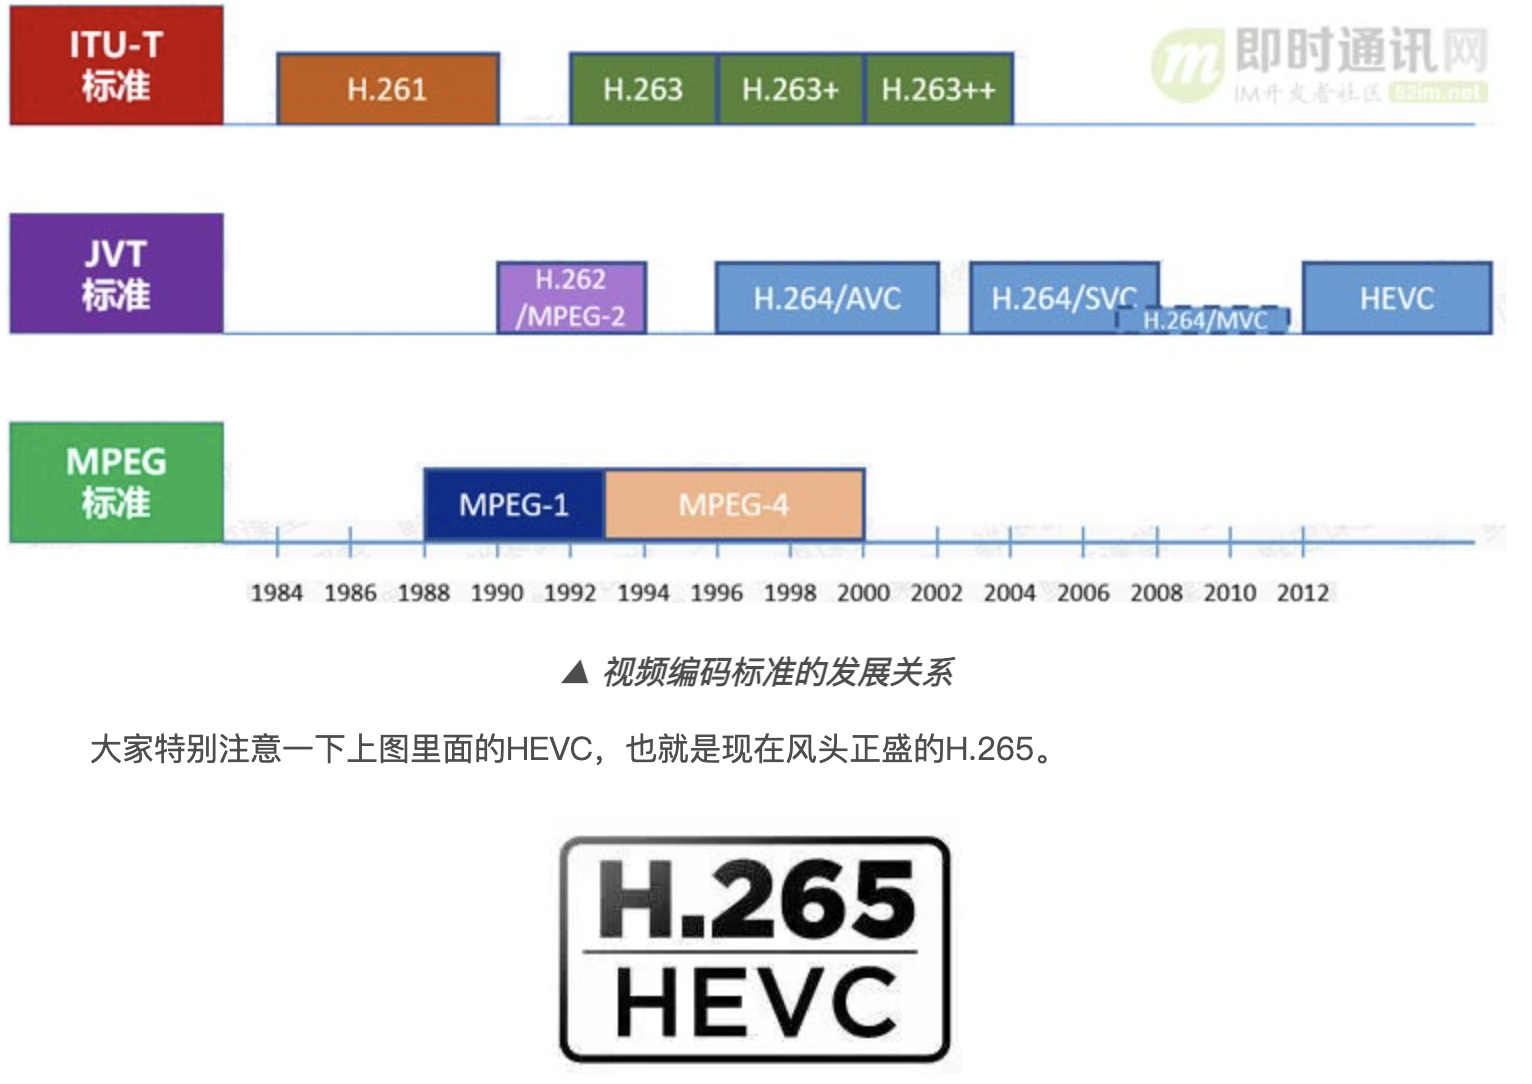 ITU-T
标准
H.261
H.263
H.263+
H.263++
即时通讯网
IM开发者社区 52im.net
JVT
标准
H.262
/MPEG-2
H.264/AVC
H.264/SVC
H.264/MVC
HEVC
MPEG
标准
MPEG-1
MPEG-4
1984 1986 1988 1990 1992 1994 1996 1998 2000 2002 2004 2006 2008 2010 2012
▲ 视频编码标准的发展关系
大家特别注意一下上图里面的HEVC，也就是现在风头正盛的H.265。
H.265
HEVC